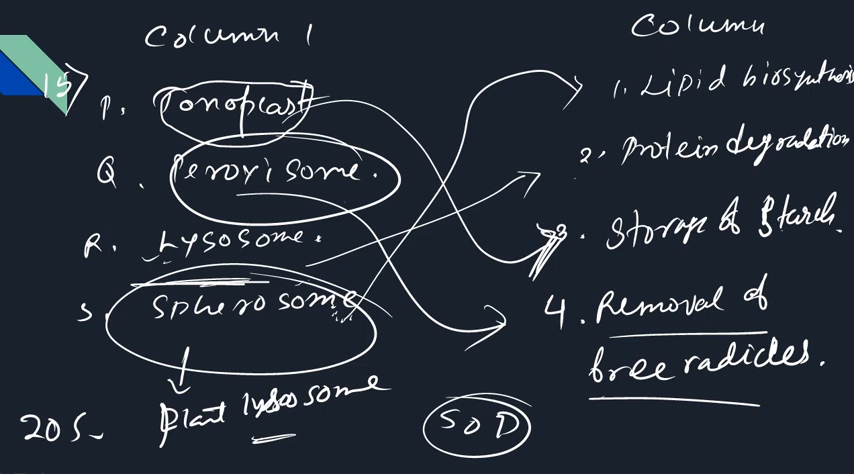 Column 1
Column
15
P. Tonoplast
1. Lipid biosynthesis
Q. Peroxisome.
2. Protein degradation
R. Lysosome.
3. Storage of Starch.
S. Spherosome
4. Removal of
free radicles.
Plant lysosome
20S-
SOD